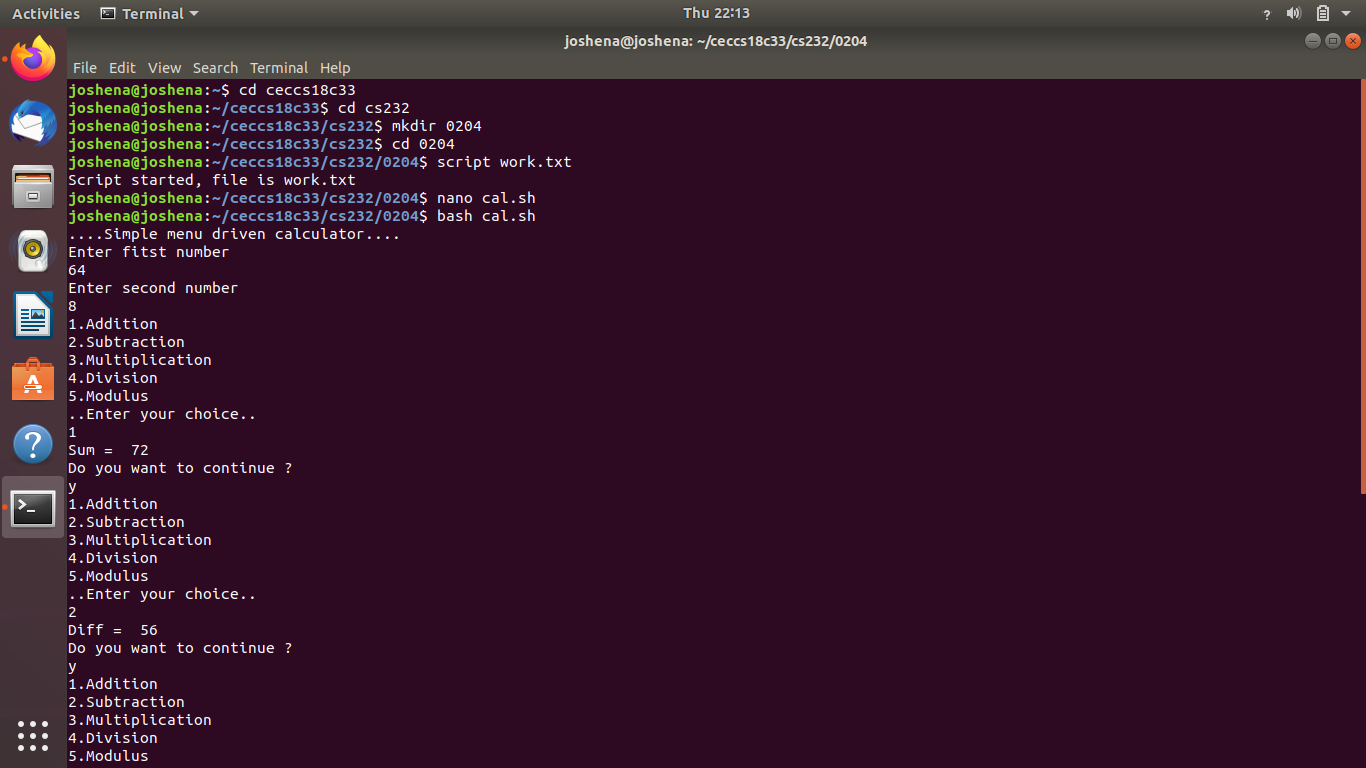 Activities Terminal Thu 22:13 ?
joshena@joshena: ~/ceccs18c33/cs232/0204
File Edit View Search Terminal Help
joshena@joshena:~$ cd ceccs18c33
joshena@joshena:~/ceccs18c33$ cd cs232
joshena@joshena:~/ceccs18c33/cs232$ mkdir 0204
joshena@joshena:~/ceccs18c33/cs232$ cd 0204
joshena@joshena:~/ceccs18c33/cs232/0204$ script work.txt
Script started, file is work.txt
joshena@joshena:~/ceccs18c33/cs232/0204$ nano cal.sh
joshena@joshena:~/ceccs18c33/cs232/0204$ bash cal.sh
....Simple menu driven calculator....
Enter fitst number
64
Enter second number
8
1.Addition
2.Subtraction
3.Multiplication
4.Division
5.Modulus
..Enter your choice..
1
Sum =  72
Do you want to continue ?
y
1.Addition
2.Subtraction
3.Multiplication
4.Division
5.Modulus
..Enter your choice..
2
Diff =  56
Do you want to continue ?
y
1.Addition
2.Subtraction
3.Multiplication
4.Division
5.Modulus